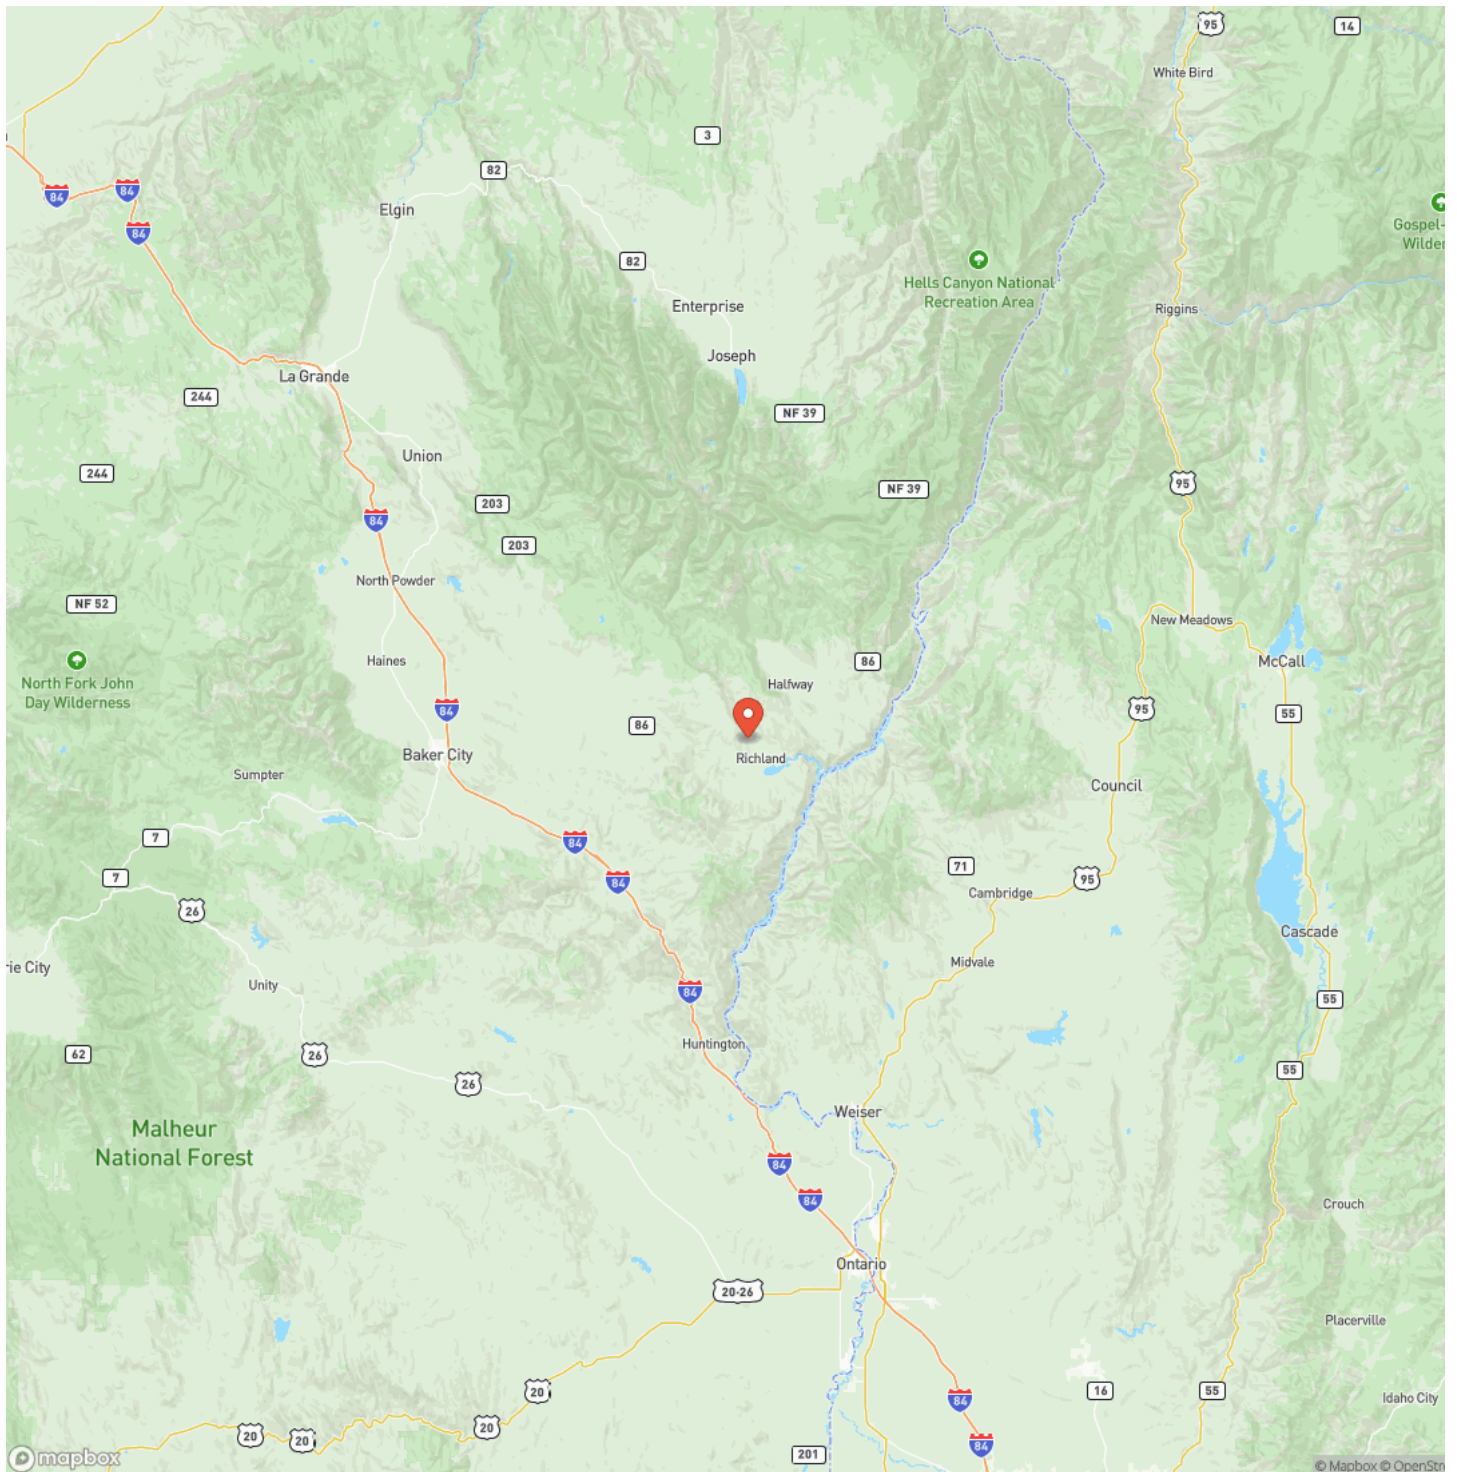 95
14
White Bird
3
82
84
84
Elgin
84
Gospel-
Wilder
82
Hells Canyon National
Recreation Area
Enterprise
Riggins
Joseph
La Grande
244
NF 39
Union
244
95
NF 39
203
84
203
North Powder
NF 52
New Meadows
Haines
86
McCall
North Fork John
Day Wilderness
Halfway
84
95
55
86
Baker City
Richland
Sumpter
Council
7
84
71
7
84
95
Cambridge
26
Cascade
Midvale
rie City
Unity
84
55
Huntington
62
26
55
26
Weiser
Malheur
National Forest
84
84
Crouch
Ontario
20-26
Placerville
20
16
55
84
Idaho City
20
20
20
84
201
mapbox
© Mapbox © OpenStre